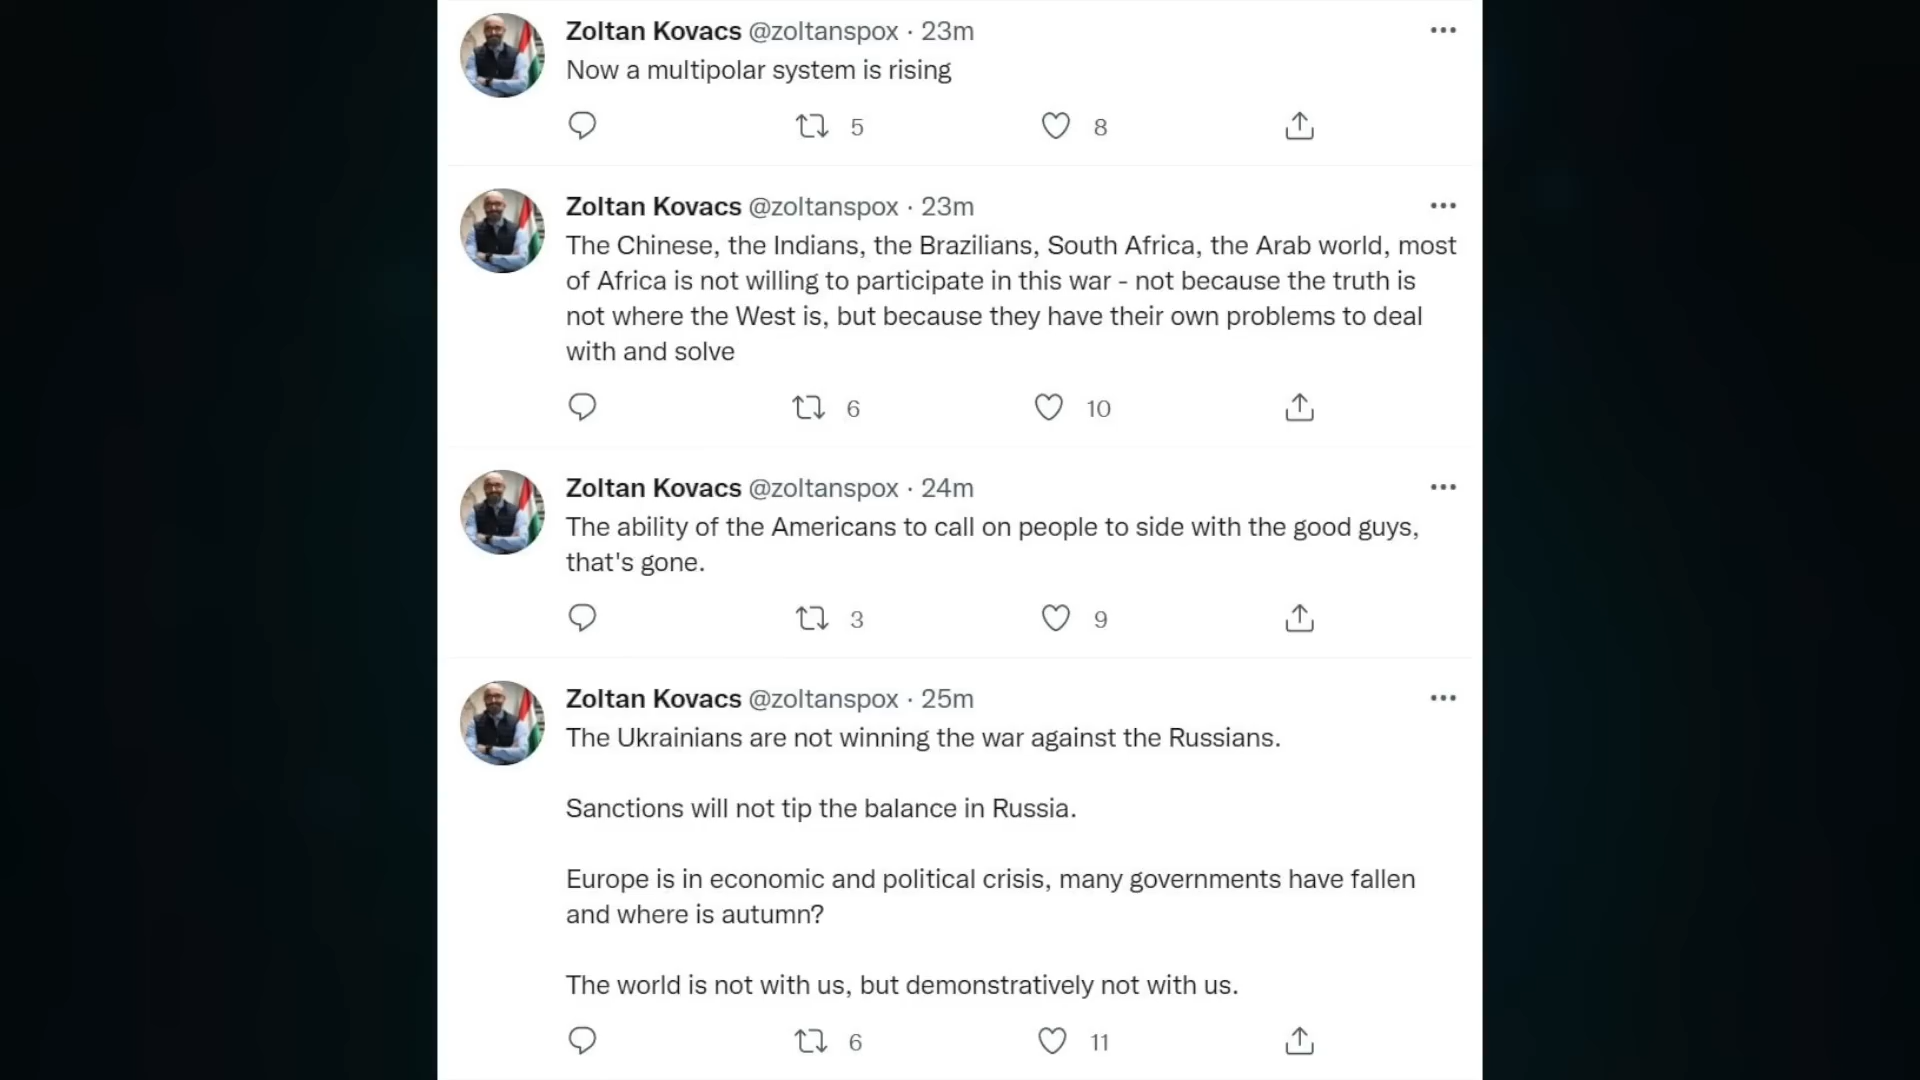 Zoltan Kovacs @zoltanspox · 23m
Now a multipolar system is rising
5 8
Zoltan Kovacs @zoltanspox · 23m
The Chinese, the Indians, the Brazilians, South Africa, the Arab world, most
of Africa is not willing to participate in this war - not because the truth is
not where the West is, but because they have their own problems to deal
with and solve
6 10
Zoltan Kovacs @zoltanspox · 24m
The ability of the Americans to call on people to side with the good guys,
that's gone.
3 9
Zoltan Kovacs @zoltanspox · 25m
The Ukrainians are not winning the war against the Russians.
Sanctions will not tip the balance in Russia.
Europe is in economic and political crisis, many governments have fallen
and where is autumn?
The world is not with us, but demonstratively not with us.
6 11